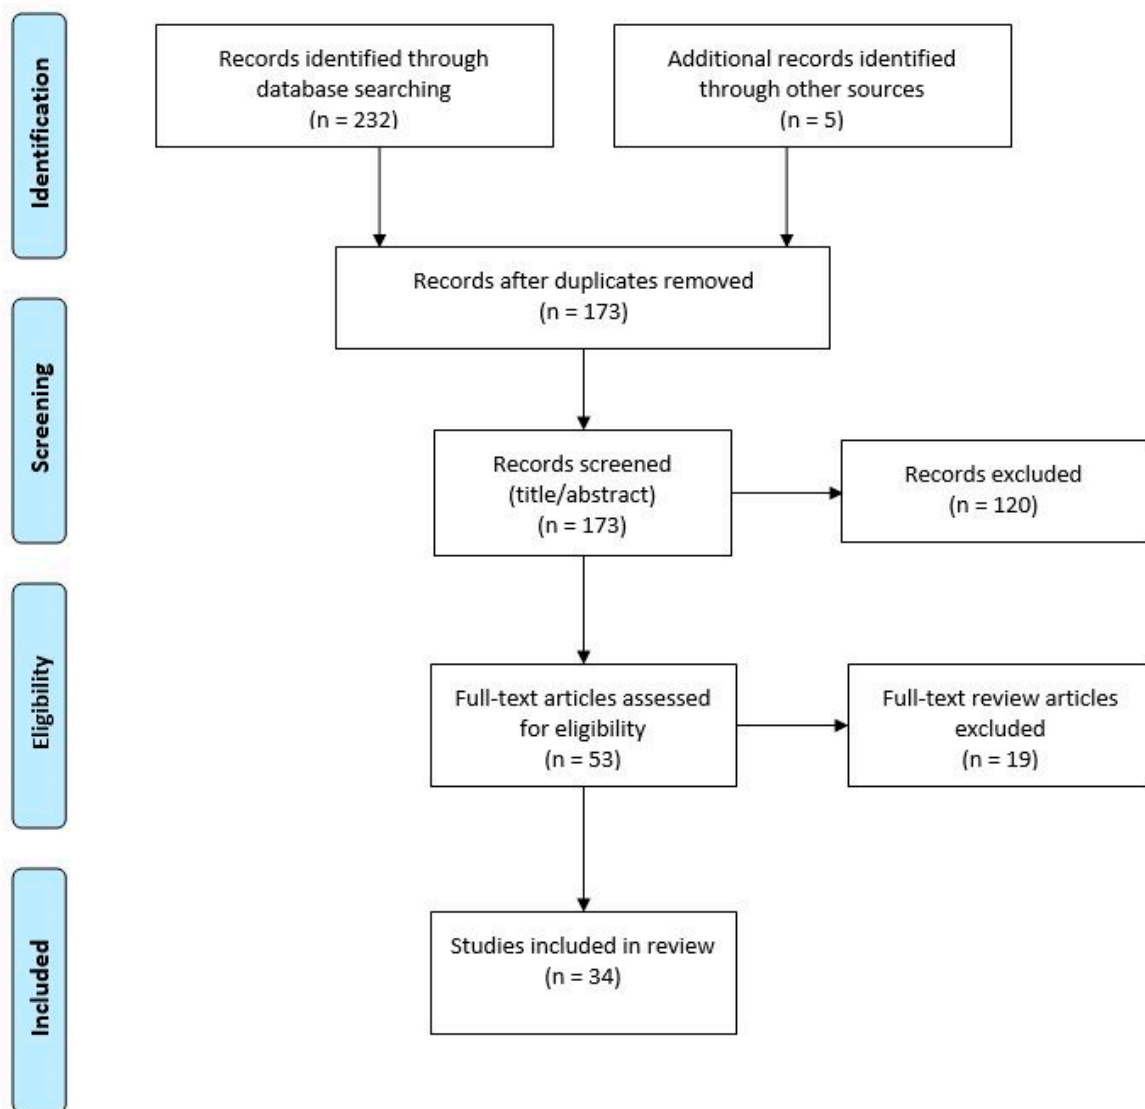 Identification
Records identified through
database searching
(n = 232)
Additional records identified
through other sources
(n = 5)
Records after duplicates removed
(n = 173)
Screening
Records screened
(title/abstract)
(n = 173)
Records excluded
(n = 120)
Eligibility
Full-text articles assessed
for eligibility
(n = 53)
Full-text review articles
excluded
(n = 19)
Included
Studies included in review
(n = 34)